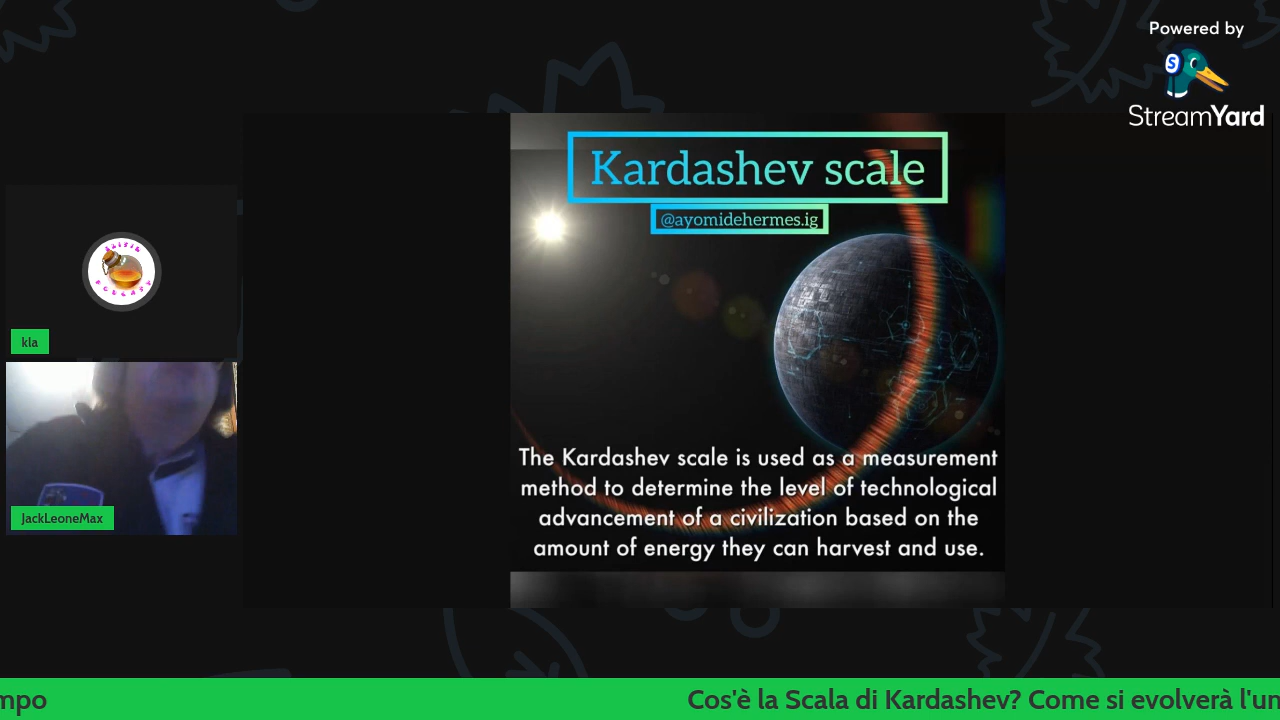 Powered by
StreamYard
Kardashev scale
@ayomidehermes.ig
kla
JackLeoneMax
The Kardashev scale is used as a measurement
method to determine the level of technological
advancement of a civilization based on the
amount of energy they can harvest and use.
mpo
Cos'è la Scala di Kardashev? Come si evolverà l'un